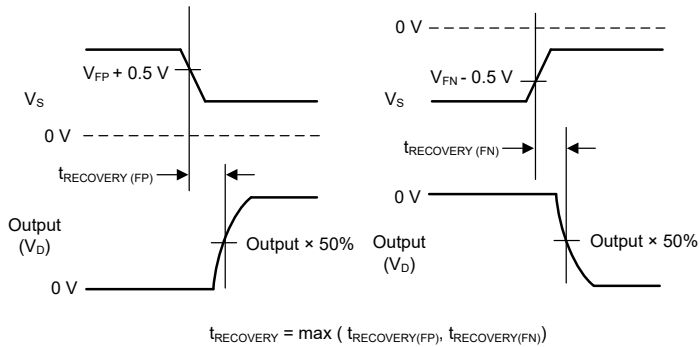 V_FP + 0.5 V
V_S
0 V
t_RECOVERY (FP)
Output
(V_D)
Output × 50%
0 V
0 V
V_FN - 0.5 V
V_S
t_RECOVERY (FN)
0 V
Output
(V_D)
Output × 50%
t_RECOVERY = max ( t_RECOVERY(FP), t_RECOVERY(FN))